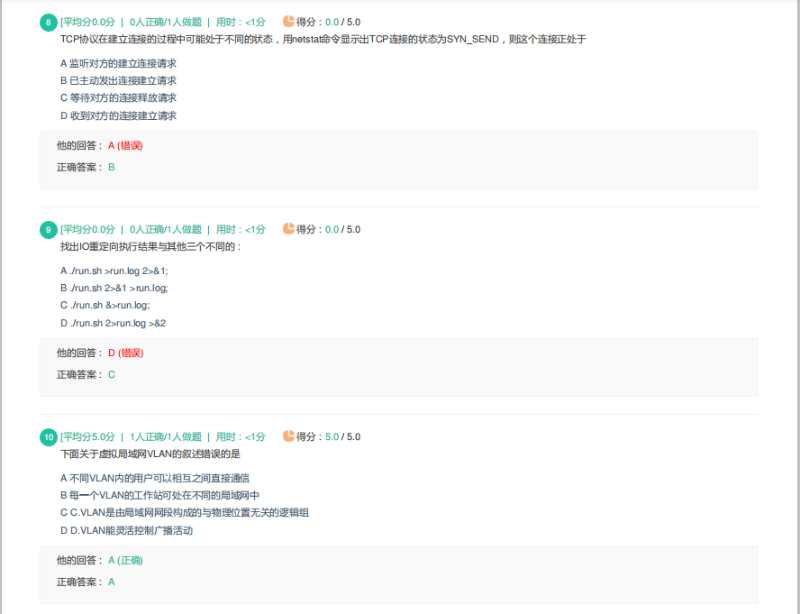 8 [平均分0.0分 | 0人正确/1人做题 | 用时：<1分 得分：0.0 / 5.0
TCP协议在建立连接的过程中可能处于不同的状态，用netstat命令显示出TCP连接的状态为SYN_SEND，则这个连接正处于
A 监听对方的建立连接请求
B 已主动发出连接建立请求
C 等待对方的连接释放请求
D 收到对方的连接建立请求
他的回答： A (错误)
正确答案： B
9 [平均分0.0分 | 0人正确/1人做题 | 用时：<1分 得分：0.0 / 5.0
找出IO重定向执行结果与其他三个不同的：
A ./run.sh >run.log 2>&1;
B ./run.sh 2>&1 >run.log;
C ./run.sh &>run.log;
D ./run.sh 2>run.log >&2
他的回答： D (错误)
正确答案： C
10 [平均分5.0分 | 1人正确/1人做题 | 用时：<1分 得分：5.0 / 5.0
下面关于虚拟局域网VLAN的叙述错误的是
A 不同VLAN内的用户可以相互之间直接通信
B 每一个VLAN的工作站可处在不同的局域网中
C C.VLAN是由局域网网段构成的与物理位置无关的逻辑组
D D.VLAN能灵活控制广播活动
他的回答： A (正确)
正确答案： A